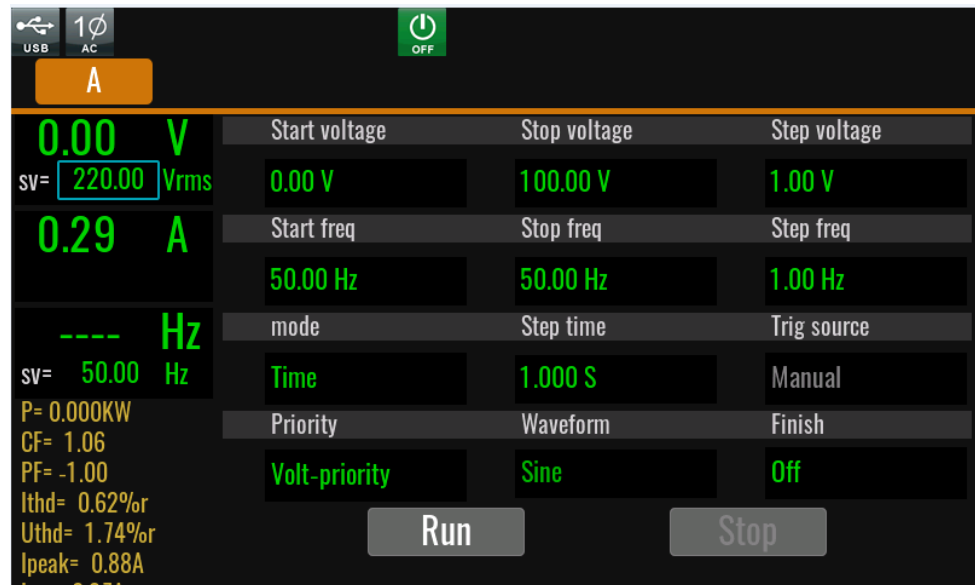 USB 1Ø AC OFF
A
0.00 V
sv= 220.00 Vrms
0.29 A
---- Hz
sv= 50.00 Hz
P= 0.000KW
CF= 1.06
PF= -1.00
Ithd= 0.62%r
Uthd= 1.74%r
Ipeak= 0.88A
Start voltage Stop voltage Step voltage
0.00 V 100.00 V 1.00 V
Start freq Stop freq Step freq
50.00 Hz 50.00 Hz 1.00 Hz
mode Step time Trig source
Time 1.000 S Manual
Priority Waveform Finish
Volt-priority Sine Off
Run Stop